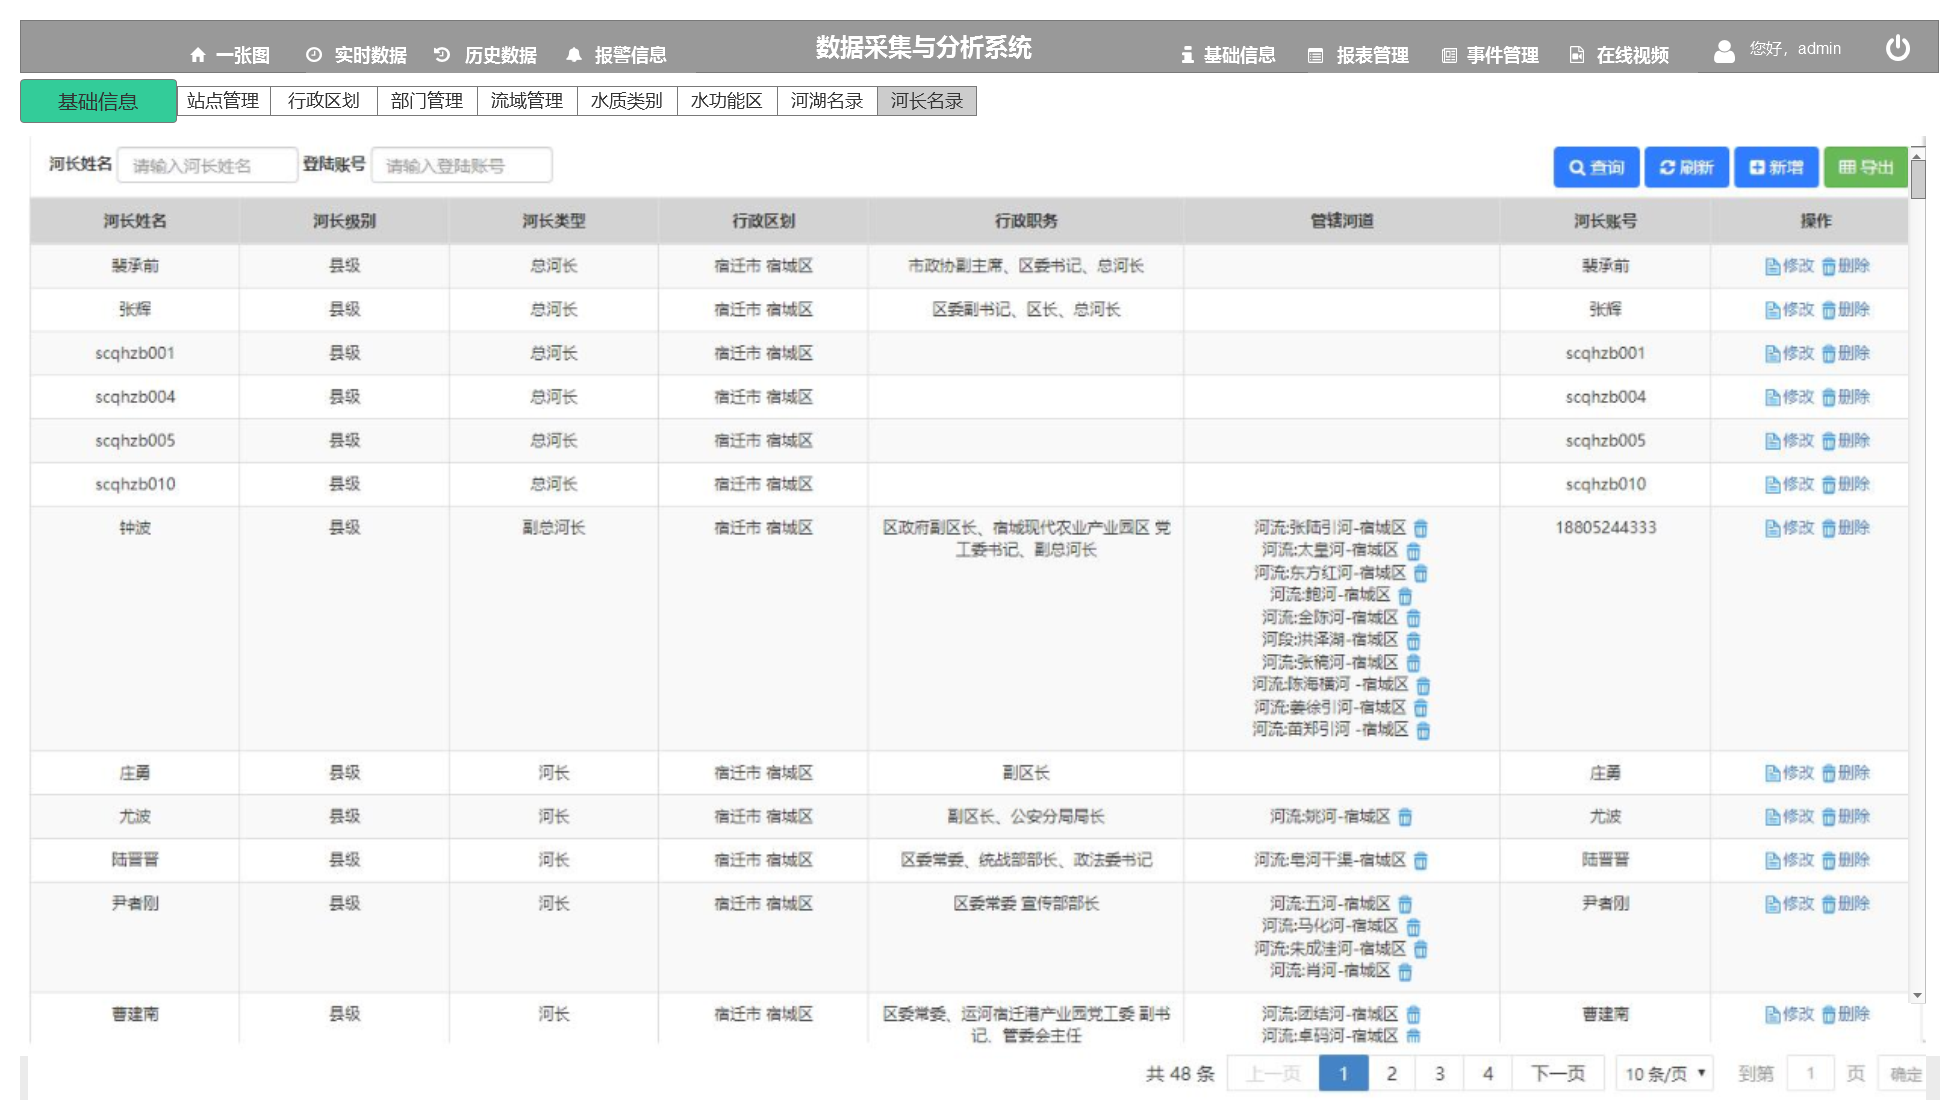 一张图 实时数据 历史数据 报警信息 数据采集与分析系统 基础信息 报表管理 事件管理 在线视频 您好，admin
基础信息 站点管理 行政区划 部门管理 流域管理 水质类别 水功能区 河湖名录 河长名录
河长姓名 请输入河长姓名 登陆账号 请输入登陆账号 查询 刷新 新增 导出
河长姓名 河长级别 河长类型 行政区划 行政职务 管辖河道 河长账号 操作
裴承前 县级 总河长 宿迁市 宿城区 市政协副主席、区委书记、总河长 裴承前 修改 删除
张辉 县级 总河长 宿迁市 宿城区 区委副书记、区长、总河长 张辉 修改 删除
scqhzb001 县级 总河长 宿迁市 宿城区 scqhzb001 修改 删除
scqhzb004 县级 总河长 宿迁市 宿城区 scqhzb004 修改 删除
scqhzb005 县级 总河长 宿迁市 宿城区 scqhzb005 修改 删除
scqhzb010 县级 总河长 宿迁市 宿城区 scqhzb010 修改 删除
钟波 县级 副总河长 宿迁市 宿城区 区政府副区长、宿城现代农业产业园区 党 河流:张陆引河-宿城区 18805244333 修改 删除
工委书记、副总河长 河流:太皇河-宿城区
河流:东方红河-宿城区
河流:鲍河-宿城区
河流:金陈河-宿城区
河段:洪泽湖-宿城区
河流:张稿河-宿城区
河流:陈海横河 -宿城区
河流:姜徐引河-宿城区
河流:苗郑引河 -宿城区
庄勇 县级 河长 宿迁市 宿城区 副区长 庄勇 修改 删除
尤波 县级 河长 宿迁市 宿城区 副区长、公安分局局长 河流:姚河-宿城区 尤波 修改 删除
陆晋晋 县级 河长 宿迁市 宿城区 区委常委、统战部部长、政法委书记 河流:皂河干渠-宿城区 陆晋晋 修改 删除
尹者刚 县级 河长 宿迁市 宿城区 区委常委 宣传部部长 河流:五河-宿城区 尹者刚 修改 删除
河流:马化河-宿城区
河流:朱成洼河-宿城区
河流:肖河-宿城区
曹建南 县级 河长 宿迁市 宿城区 区委常委、运河宿迁港产业园党工委 副书 河流:团结河-宿城区 曹建南 修改 删除
记、管委会主任 河流:卓码河-宿城区
共 48 条 上一页 1 2 3 4 下一页 10 条/页 到第 1 页 确定